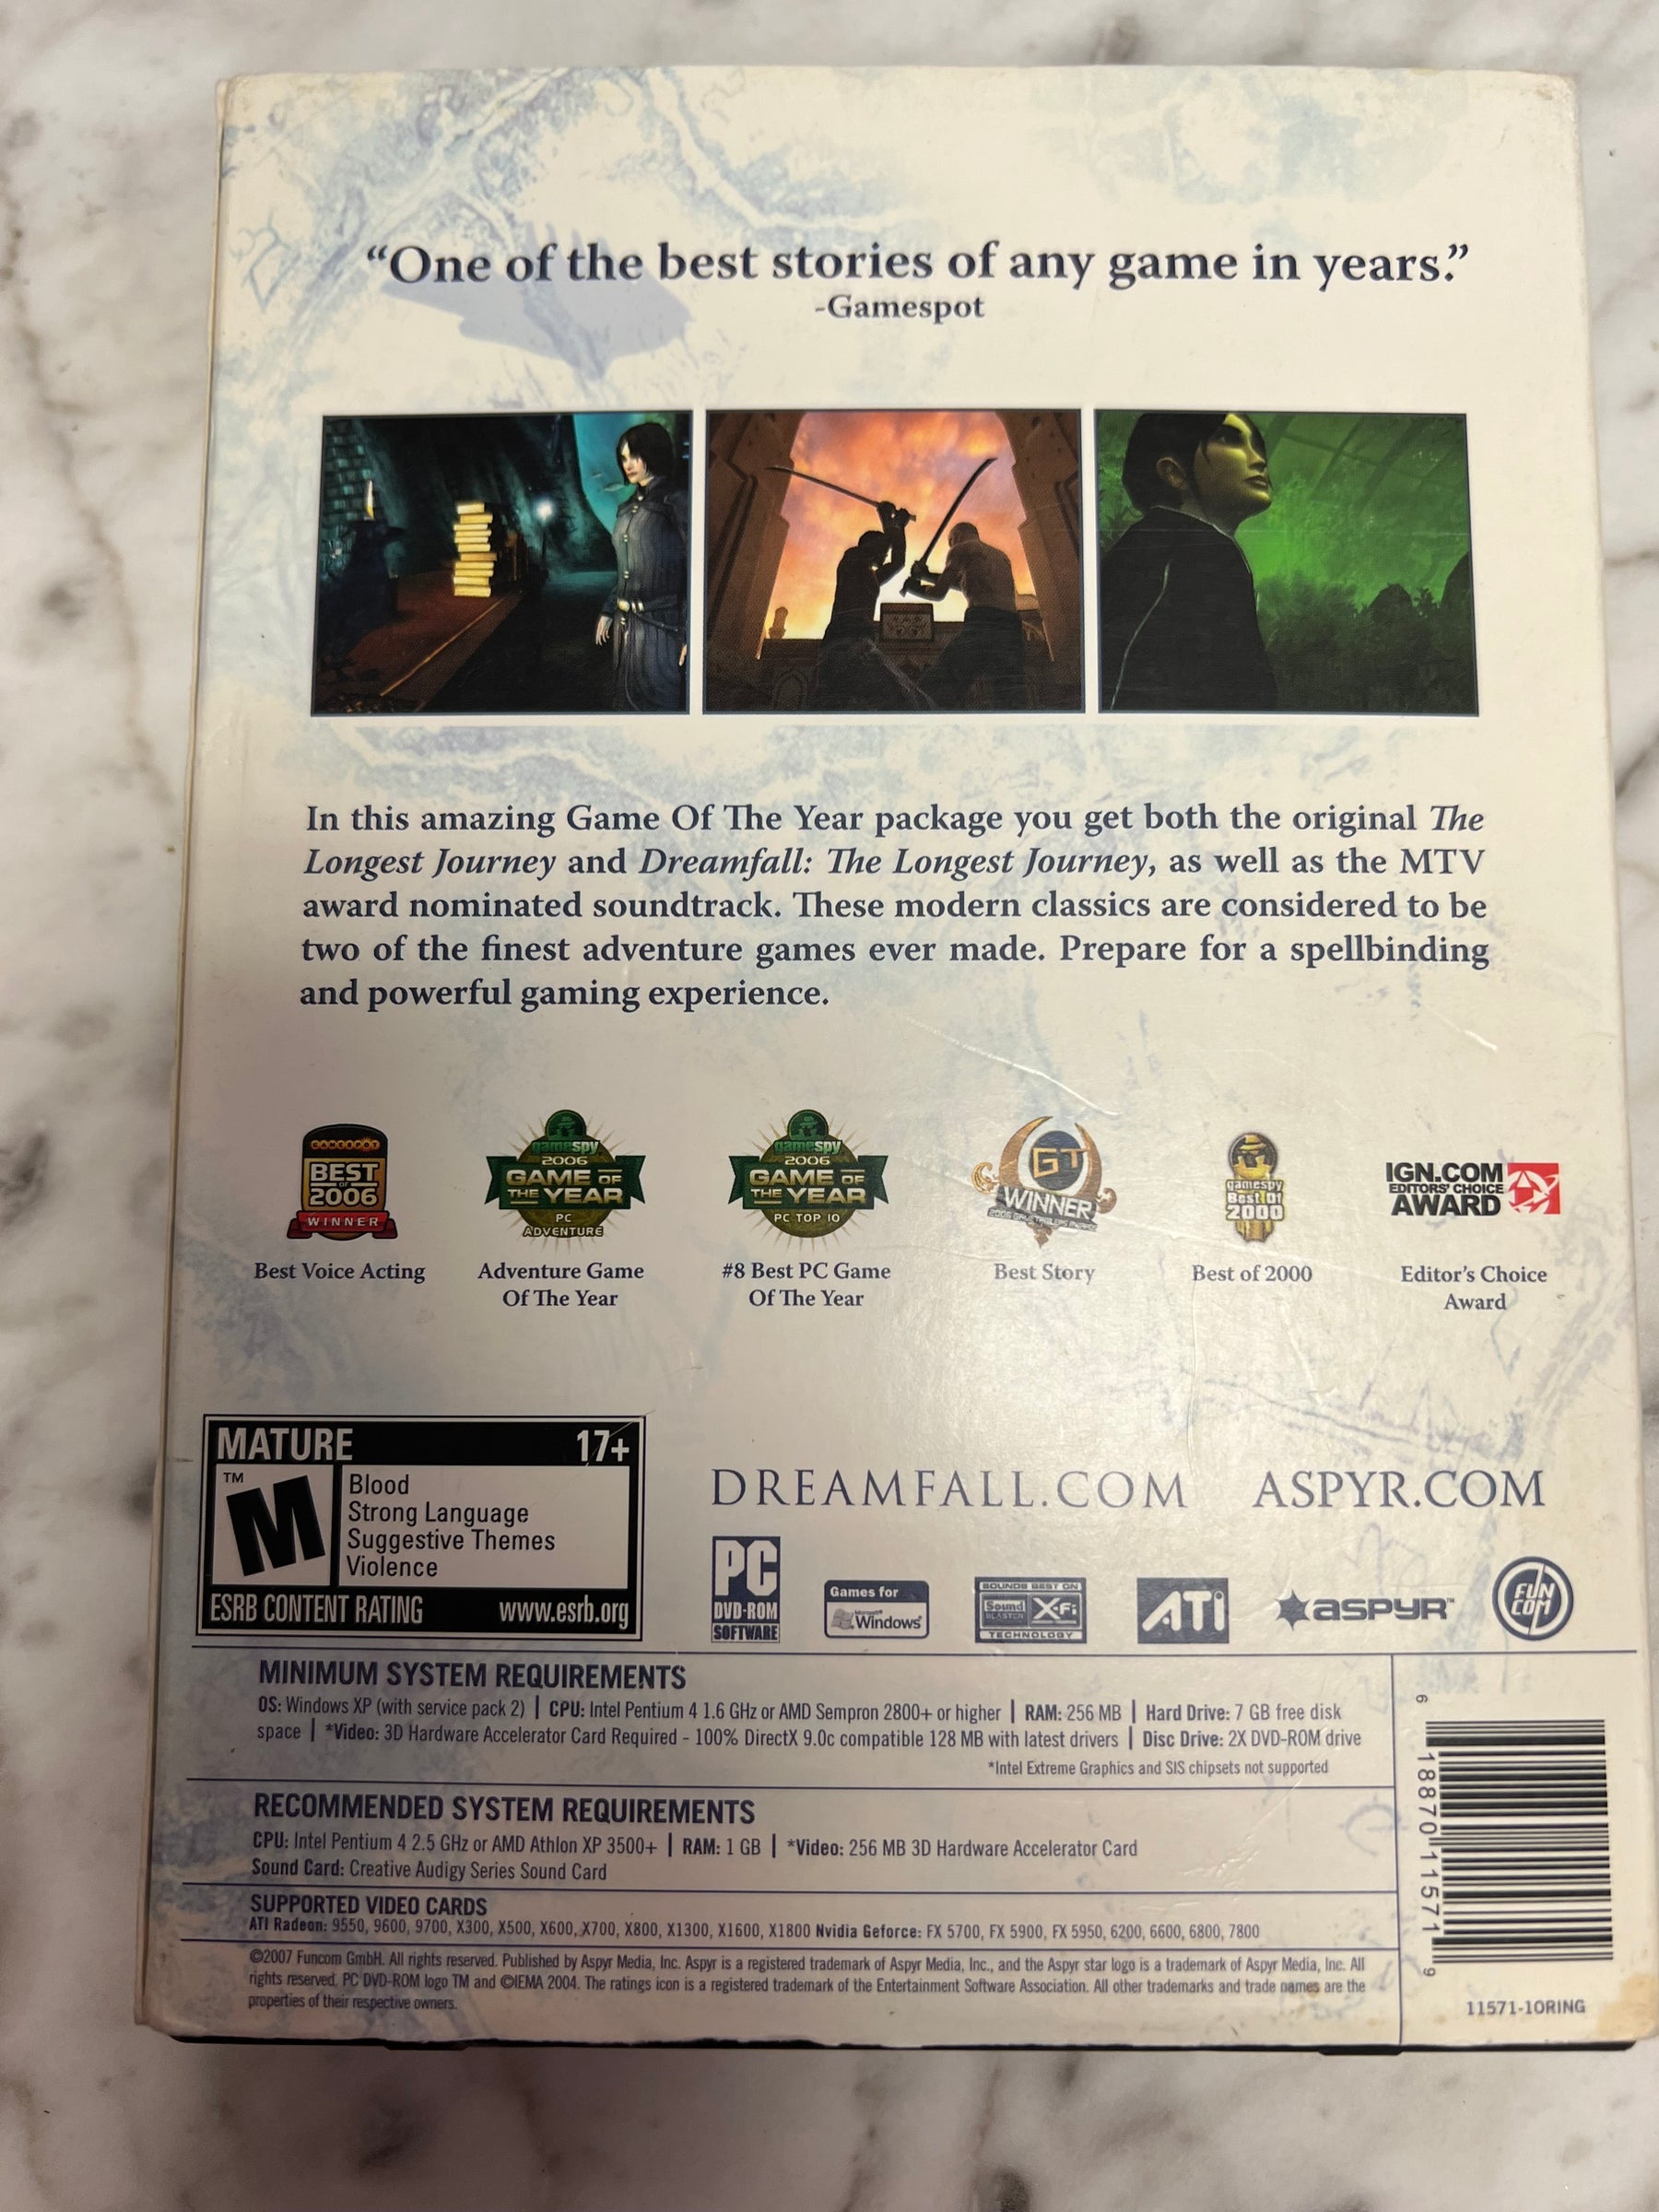 “One of the best stories of any game in years.”
-Gamespot
In this amazing Game Of The Year package you get both the original The
Longest Journey and Dreamfall: The Longest Journey, as well as the MTV
award nominated soundtrack. These modern classics are considered to be
two of the finest adventure games ever made. Prepare for a spellbinding
and powerful gaming experience.
GAMESPOT
BEST
OF
2006
WINNER
Best Voice Acting
gamespy
2006
GAME OF
THE YEAR
PC
ADVENTURE
Adventure Game
Of The Year
gamespy
2006
GAME OF
THE YEAR
PC TOP 10
#8 Best PC Game
Of The Year
GT
WINNER
Best Story
gamespy
Best Of
2000
Best of 2000
IGN.COM
EDITORS' CHOICE
AWARD
Editor's Choice
Award
MATURE 17+
TM
M
Blood
Strong Language
Suggestive Themes
Violence
ESRB CONTENT RATING www.esrb.org
DREAMFALL.COM ASPYR.COM
PC
DVD-ROM
SOFTWARE
Games for
Microsoft
Windows
SOUNDS BEST ON
Sound
BLASTER
X-Fi
TECHNOLOGY
ATI
ASPYR
FUN
COM
MINIMUM SYSTEM REQUIREMENTS
OS: Windows XP (with service pack 2) | CPU: Intel Pentium 4 1.6 GHz or AMD Sempron 2800+ or higher | RAM: 256 MB | Hard Drive: 7 GB free disk
space | *Video: 3D Hardware Accelerator Card Required - 100% DirectX 9.0c compatible 128 MB with latest drivers | Disc Drive: 2X DVD-ROM drive
*Intel Extreme Graphics and SIS chipsets not supported
RECOMMENDED SYSTEM REQUIREMENTS
CPU: Intel Pentium 4 2.5 GHz or AMD Athlon XP 3500+ | RAM: 1 GB | *Video: 256 MB 3D Hardware Accelerator Card
Sound Card: Creative Audigy Series Sound Card
SUPPORTED VIDEO CARDS
ATI Radeon: 9550, 9600, 9700, X300, X500, X600, X700, X800, X1300, X1600, X1800 Nvidia Geforce: FX 5700, FX 5900, FX 5950, 6200, 6600, 6800, 7800
©2007 Funcom GmbH. All rights reserved. Published by Aspyr Media, Inc. Aspyr is a registered trademark of Aspyr Media, Inc., and the Aspyr star logo is a trademark of Aspyr Media, Inc. All
rights reserved. PC DVD-ROM logo TM and ©IEMA 2004. The ratings icon is a registered trademark of the Entertainment Software Association. All other trademarks and trade names are the
properties of their respective owners.
6 18870 11571 9
11571-10RING